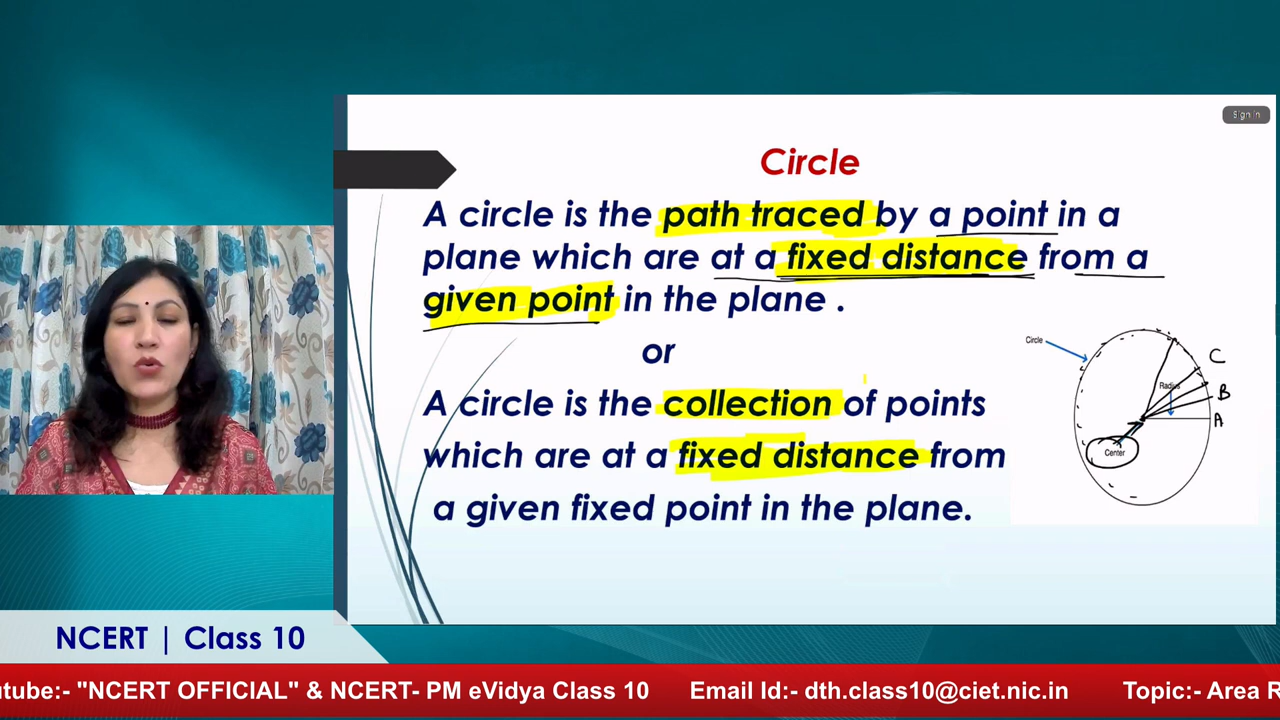 Sign in
Circle
A circle is the path traced by a point in a
plane which are at a fixed distance from a
given point in the plane .
or
A circle is the collection of points
which are at a fixed distance from
a given fixed point in the plane.
Circle
C
Radius
B
A
Center
NCERT | Class 10
utube:- "NCERT OFFICIAL" & NCERT- PM eVidya Class 10 Email Id:- dth.class10@ciet.nic.in Topic:- Area R